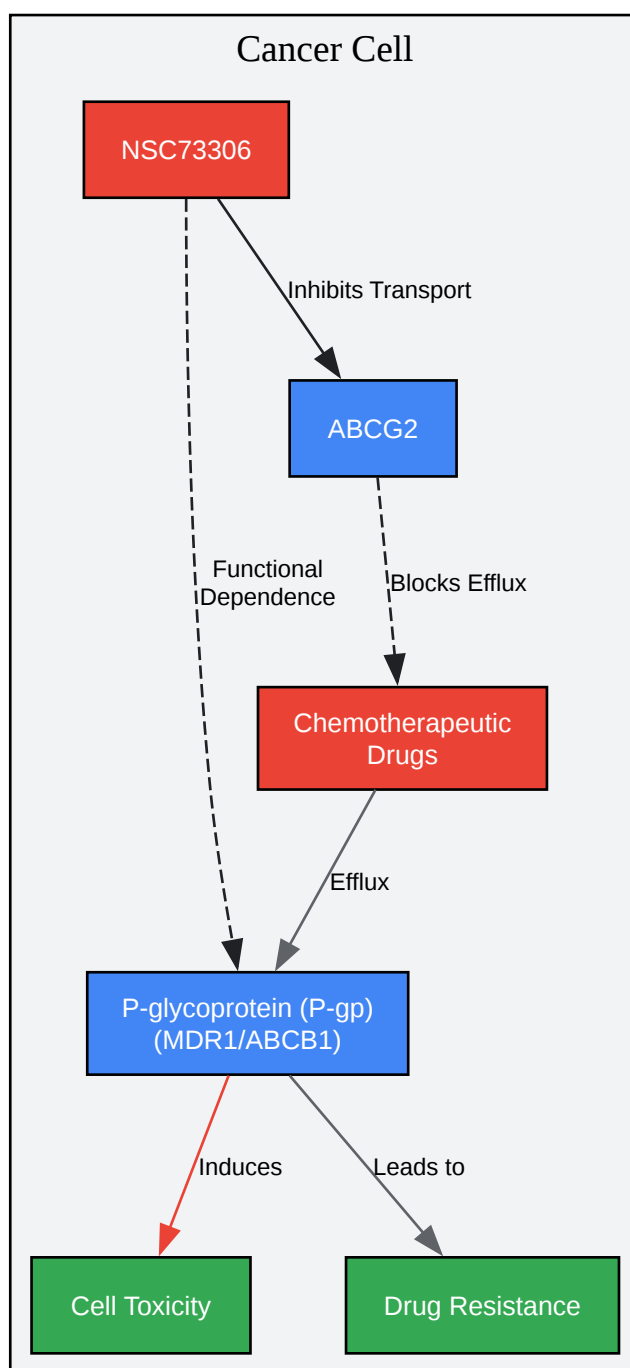 Cancer Cell
NSC73306
Inhibits Transport
ABCG2
Functional
Dependence
Blocks Efflux
Chemotherapeutic
Drugs
Efflux
P-glycoprotein (P-gp)
(MDR1/ABCB1)
Induces
Leads to
Cell Toxicity
Drug Resistance